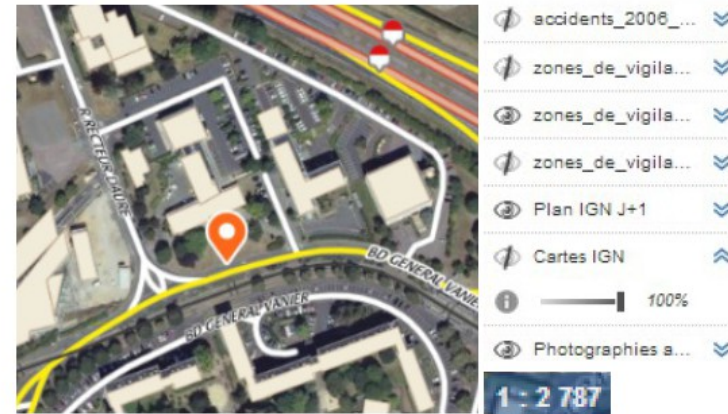 R RECTEUR DAURE
BD GENERAL VANIER
BD GENERAL VANIER
accidents_2006_...
zones_de_vigila...
zones_de_vigila...
zones_de_vigila...
Plan IGN J+1
Cartes IGN
100%
Photographies a...
1 : 2 787